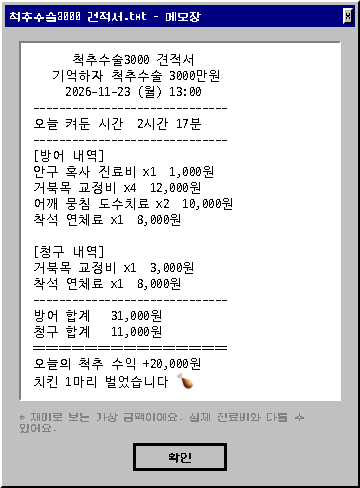 척추수술3000 견적서.txt - 메모장
척추수술3000 견적서
기억하자 척추수술 3000만원
2026-11-23 (월) 13:00
--------------------------
오늘 켜둔 시간  2시간 17분
--------------------------
[방어 내역]
안구 혹사 진료비 x1  1,000원
거북목 교정비 x4  12,000원
어깨 뭉침 도수치료 x2  10,000원
착석 연체료 x1  8,000원
[청구 내역]
거북목 교정비 x1  3,000원
착석 연체료 x1  8,000원
--------------------------
방어 합계   31,000원
청구 합계   11,000원
==========================
오늘의 척추 수익 +20,000원
치킨 1마리 벌었습니다 🍗
* 재미로 보는 가상 금액이에요. 실제 진료비와 다를 수
있어요.
확인